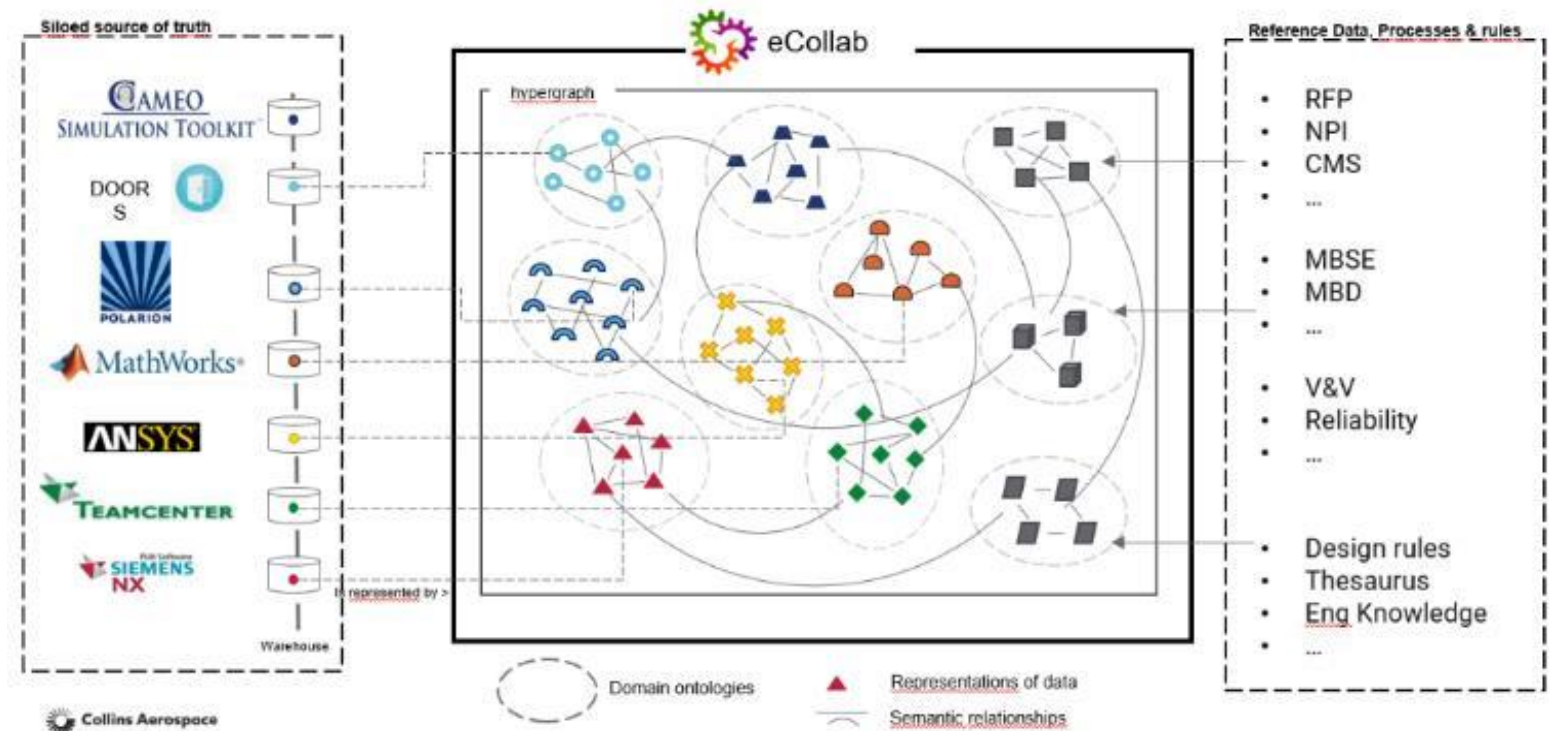 Siloed source of truth
CAMEO
SIMULATION TOOLKIT
DOOR
S
POLARION
MathWorks®
ANSYS
TEAMCENTER
SIEMENS
NX
Warehouse
Collins Aerospace
eCollab
hypergraph
represented by >
Domain ontologies
Representations of data
Semantic relationships
Reference Data, Processes & rules
• RFP
• NPI
• CMS
• ...
• MBSE
• MBD
• ...
• V&V
• Reliability
• ...
• Design rules
• Thesaurus
• Eng Knowledge
• ...